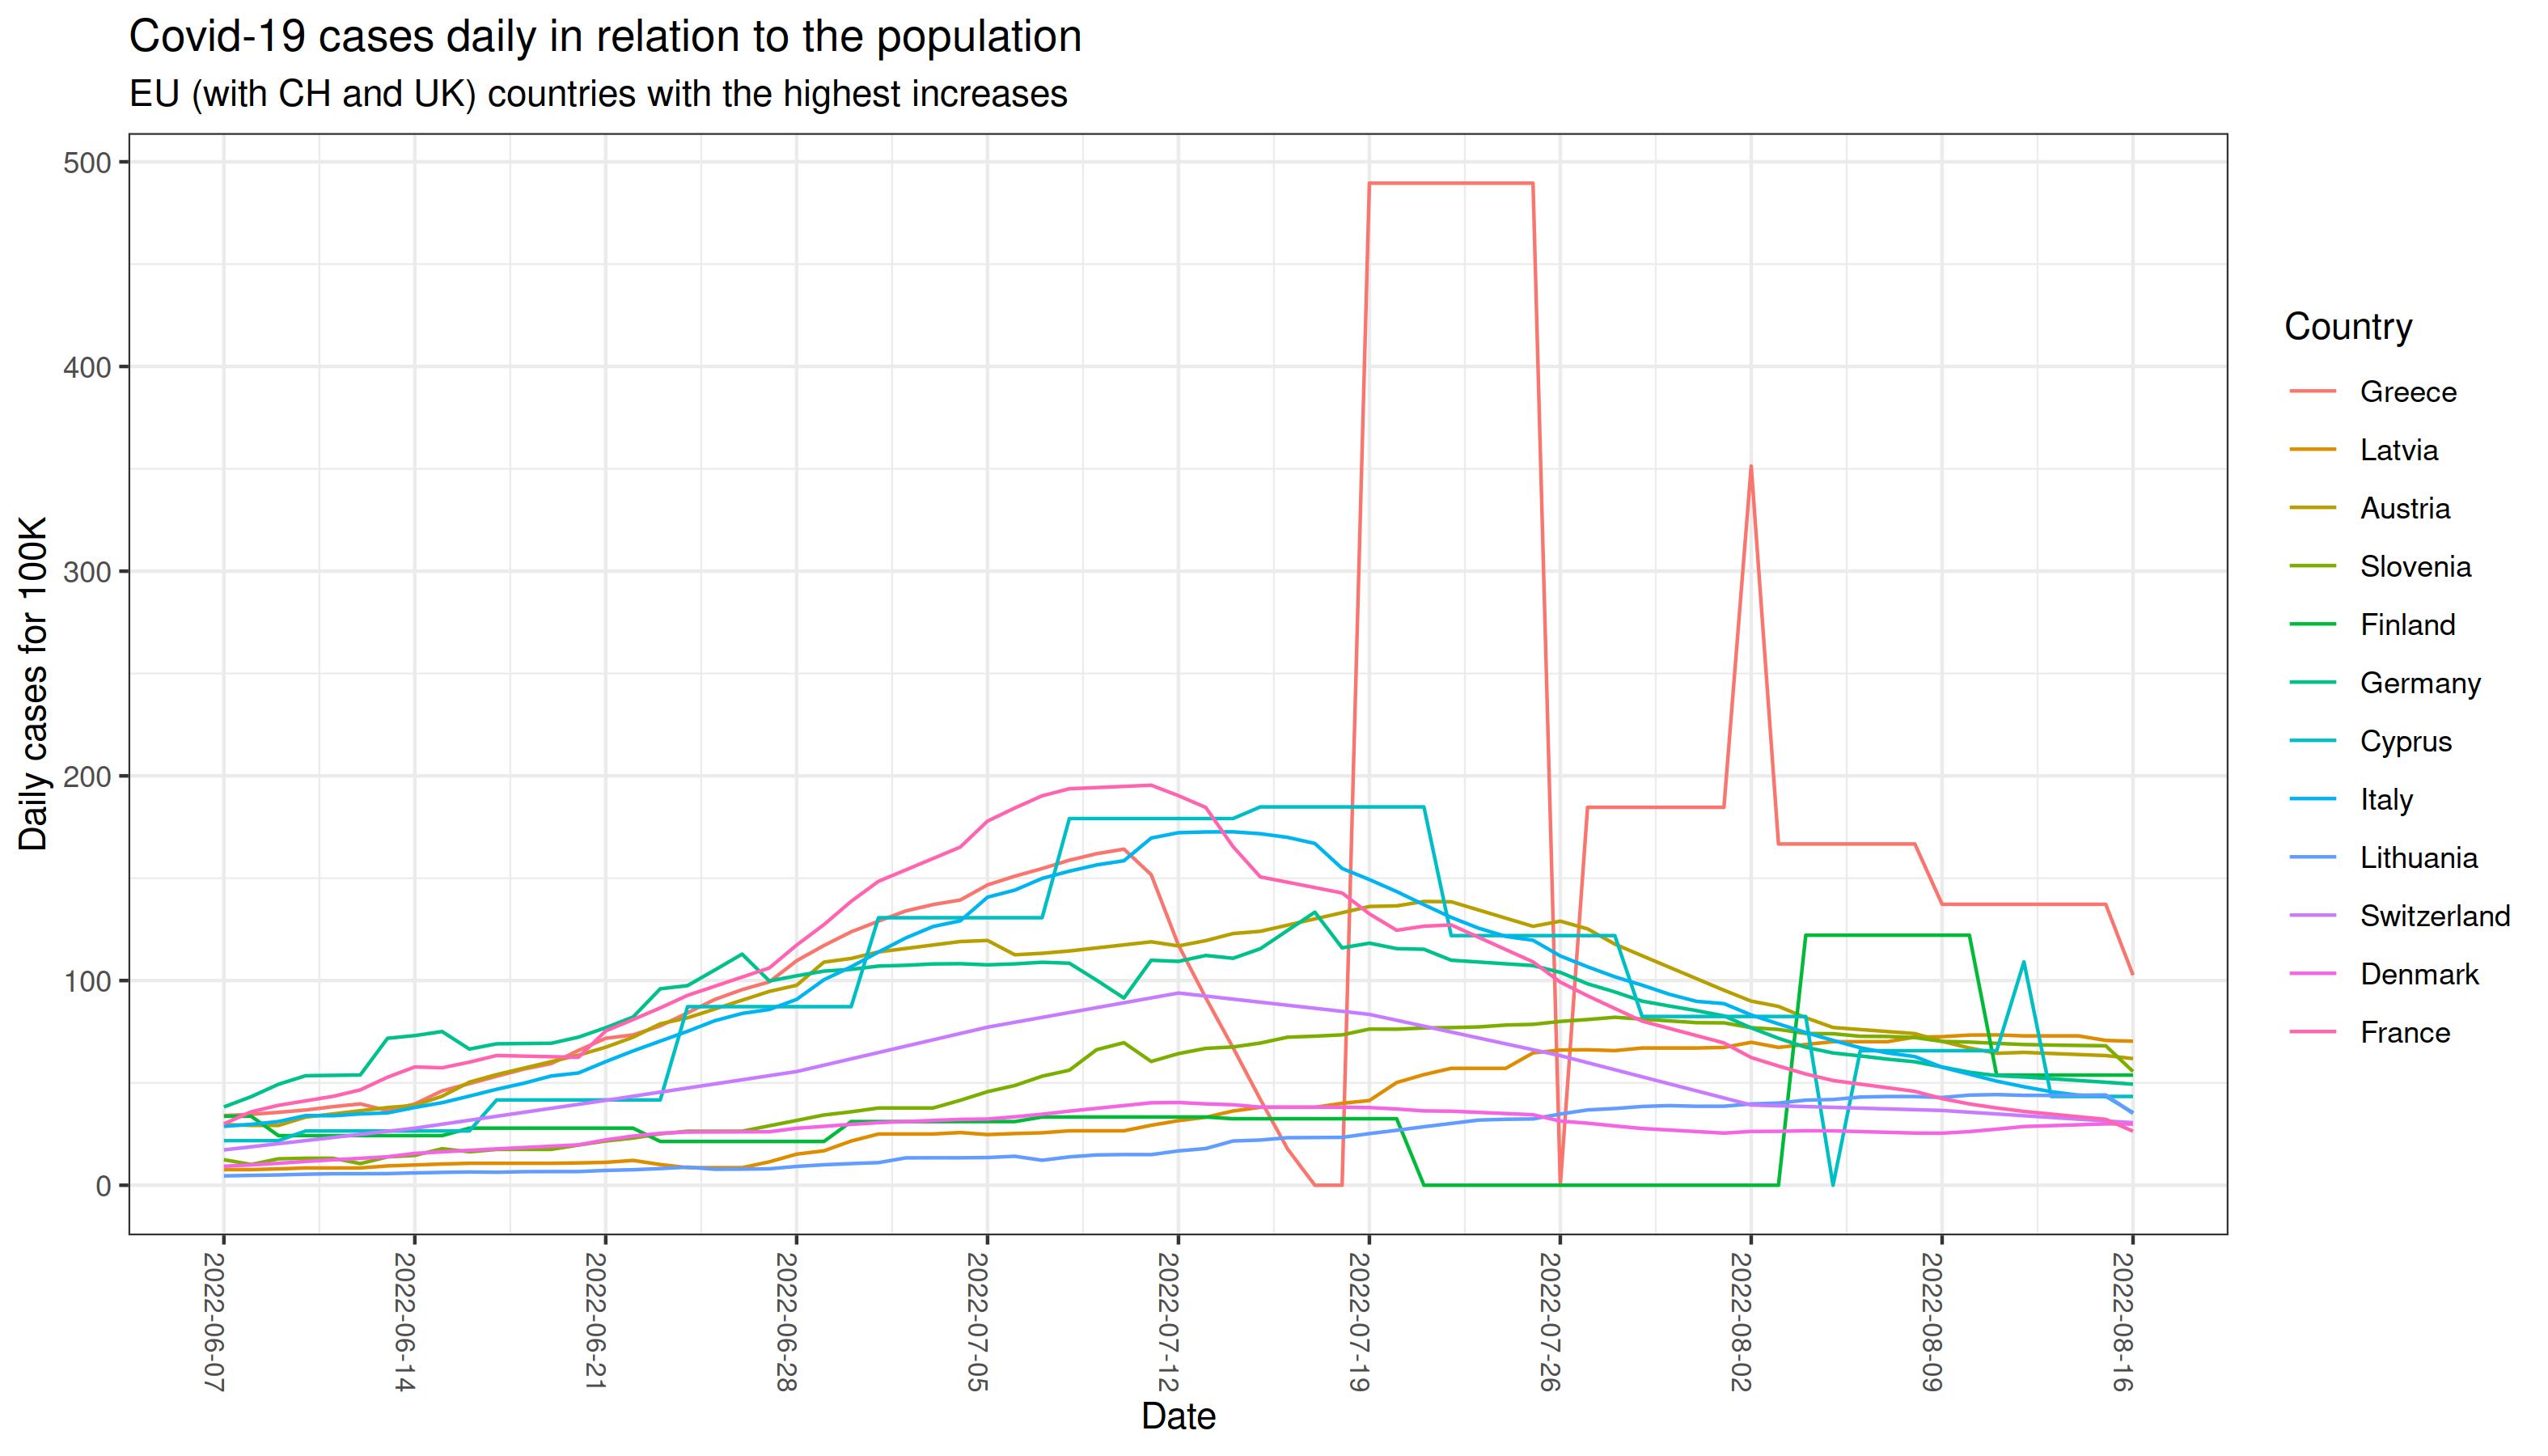 Covid-19 cases daily in relation to the population
EU (with CH and UK) countries with the highest increases
Daily cases for 100K
500
400
300
200
100
0
2022-06-07
2022-06-14
2022-06-21
2022-06-28
2022-07-05
2022-07-12
2022-07-19
2022-07-26
2022-08-02
2022-08-09
2022-08-16
Date
Country
Greece
Latvia
Austria
Slovenia
Finland
Germany
Cyprus
Italy
Lithuania
Switzerland
Denmark
France